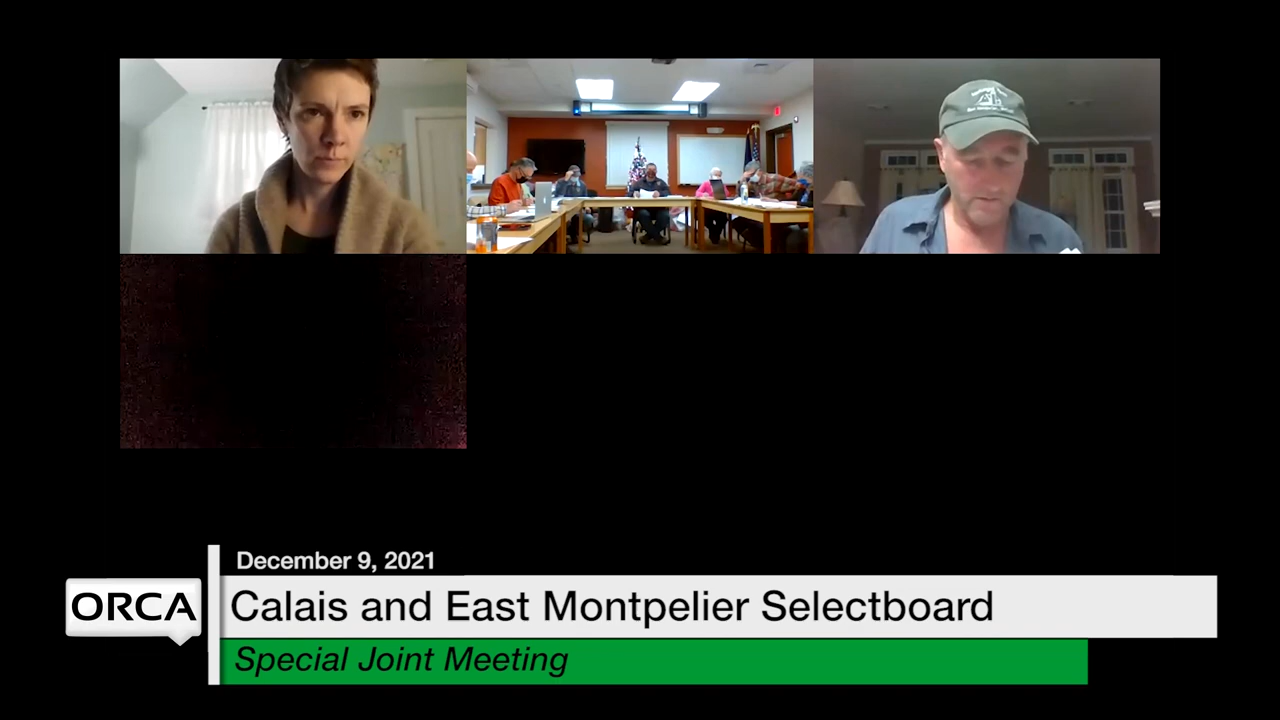 December 9, 2021
ORCA
Calais and East Montpelier Selectboard
Special Joint Meeting